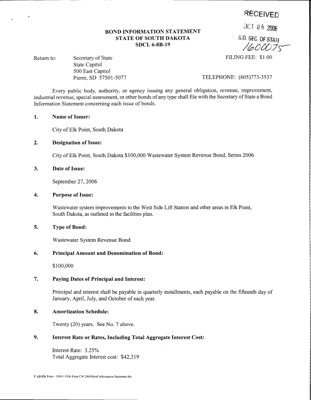 RECEIVED
OCT 05 2006
S.D. SEC. OF STATE
1600075
BOND INFORMATION STATEMENT
STATE OF SOUTH DAKOTA
SDCL 6-8B-19
Return to: Secretary of State FILING FEE: $1.00
State Capitol
500 East Capitol
Pierre, SD 57501-5077 TELEPHONE: (605)773-3537
Every public body, authority, or agency issuing any general obligation, revenue, improvement,
industrial revenue, special assessment, or other bonds of any type shall file with the Secretary of State a Bond
Information Statement concerning each issue of bonds.
1. Name of Issuer:
City of Elk Point, South Dakota
2. Designation of Issue:
City of Elk Point, South Dakota $100,000 Wastewater System Revenue Bond, Series 2006
3. Date of Issue:
September 27, 2006
4. Purpose of Issue:
Wastewater system improvements to the West Side Lift Station and other areas in Elk Point,
South Dakota, as outlined in the facilities plan.
5. Type of Bond:
Wastewater System Revenue Bond
6. Principal Amount and Denomination of Bond:
$100,000
7. Paying Dates of Principal and Interest:
Principal and interest shall be payable in quarterly installments, each payable on the fifteenth day of
January, April, July, and October of each year.
8. Amortization Schedule:
Twenty (20) years. See No. 7 above.
9. Interest Rate or Rates, Including Total Aggregate Interest Cost:
Interest Rate: 3.25%
Total Aggregate Interest cost: $42,319